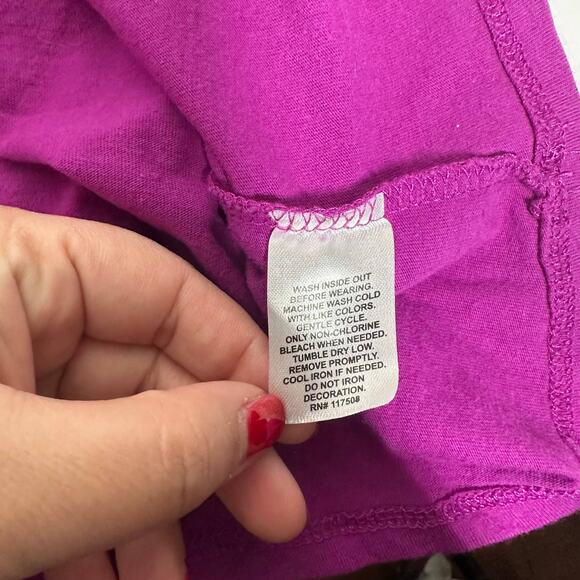 WASH INSIDE OUT
BEFORE WEARING.
MACHINE WASH COLD
WITH LIKE COLORS.
GENTLE CYCLE.
ONLY NON-CHLORINE
BLEACH WHEN NEEDED.
TUMBLE DRY LOW.
REMOVE PROMPTLY.
COOL IRON IF NEEDED.
DO NOT IRON
DECORATION.
RN# 117508